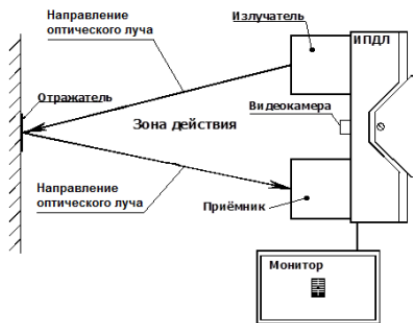 Направление
оптического луча
Излучатель
ИПДЛ
Отражатель
Видеокамера
Зона действия
Направление
оптического луча
Приёмник
Монитор